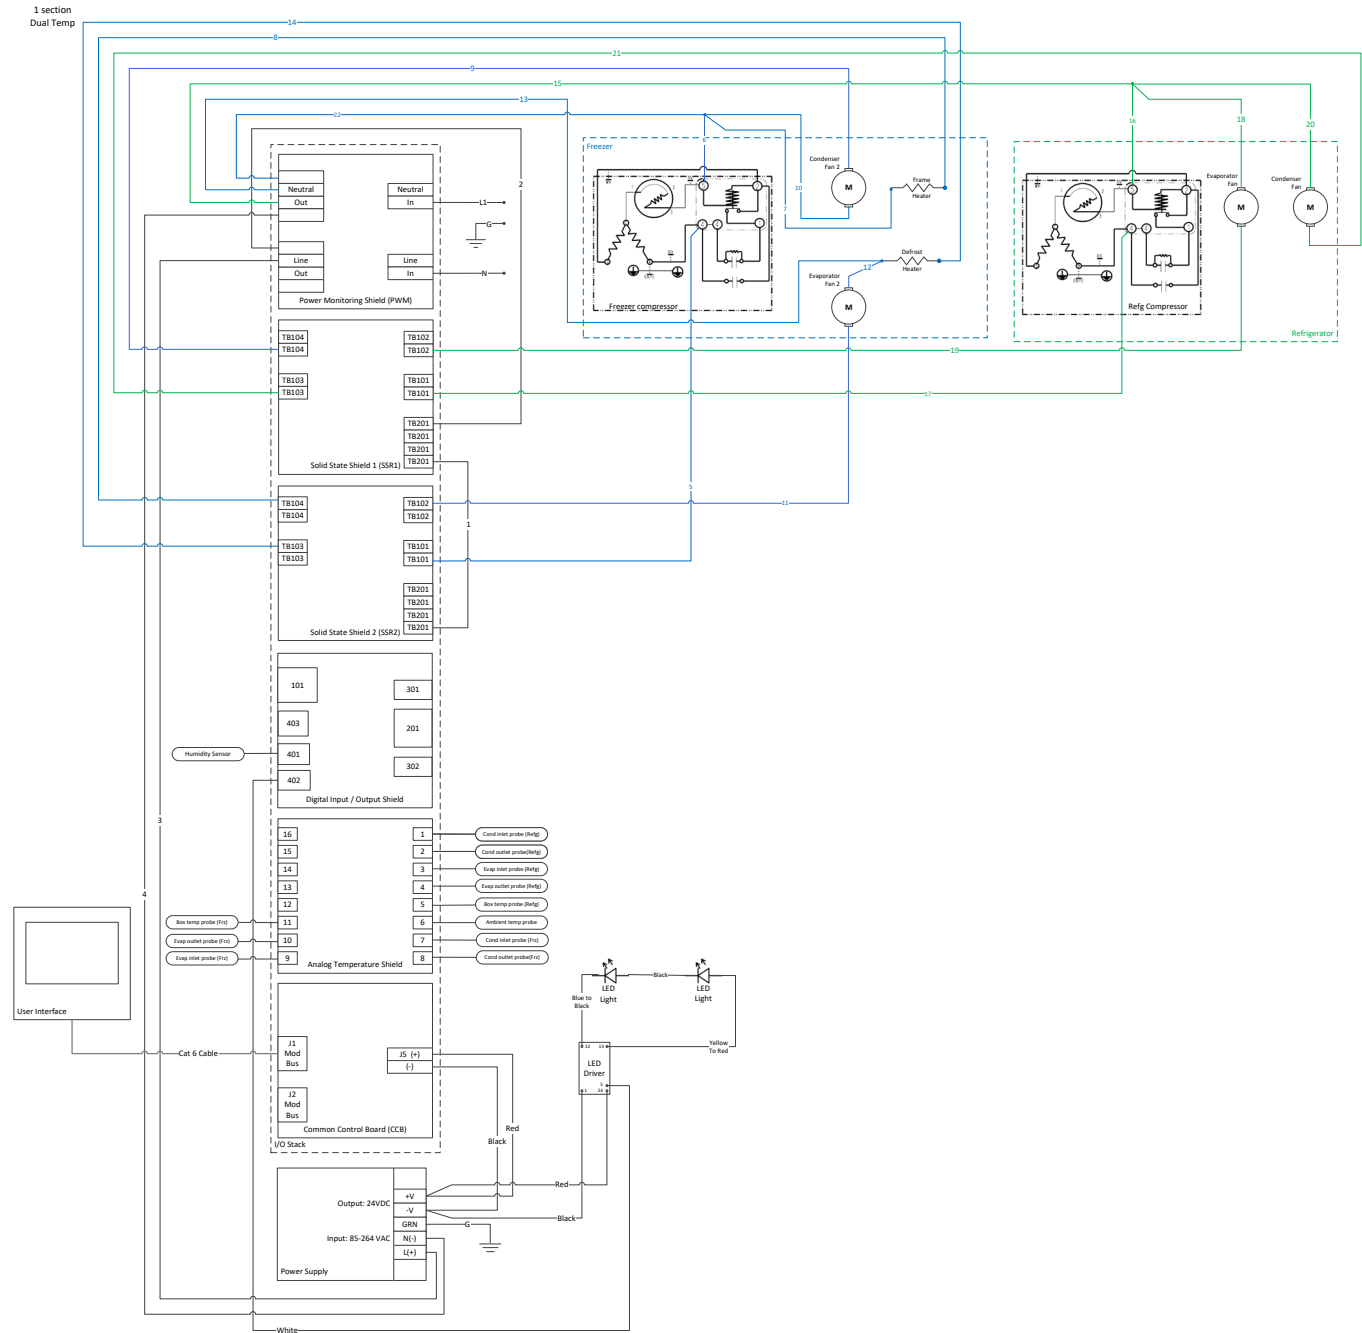 1 section
Dual Temp
14
8
21
9
15
13
22
2
6
16
18
20
10
7
12
Freezer
Condenser
Fan 2
M
Frame
Heater
Defrost
Heater
Evaporator
Fan 2
M
Freezer compressor
Evaporator
Fan
M
Condenser
Fan
M
Refg Compressor
Refrigerator
Neutral
Out
Neutral
In
L1
G
Line
Out
Line
In
N
Power Monitoring Shield (PWM)
TB104
TB104
TB103
TB103
TB102
TB102
TB101
TB101
TB201
TB201
TB201
TB201
Solid State Shield 1 (SSR1)
19
17
5
11
1
TB104
TB104
TB103
TB103
TB102
TB102
TB101
TB101
TB201
TB201
TB201
TB201
Solid State Shield 2 (SSR2)
101
403
401
402
301
201
302
Digital Input / Output Shield
Humidity Sensor
3
4
16
15
14
13
12
11
10
9
1
2
3
4
5
6
7
8
Analog Temperature Shield
Box temp probe (Frz)
Evap outlet probe (Frz)
Evap inlet probe (Frz)
Cond inlet probe (Refg)
Cond outlet probe(Refg)
Evap inlet probe (Refg)
Evap outlet probe (Refg)
Box temp probe (Refg)
Ambient temp probe
Cond inlet probe (Frz)
Cond outlet probe(Frz)
User Interface
Cat 6 Cable
J1
Mod
Bus
J2
Mod
Bus
J5 (+)
(-)
Common Control Board (CCB)
I/O Stack
Red
Black
LED
Light
Black
LED
Light
Blue to
Black
Yellow
To Red
12
13
LED
Driver
1
5
24
Output: 24VDC
Input: 85-264 VAC
+V
-V
GRN
N(-)
L(+)
Power Supply
Red
Black
G
White